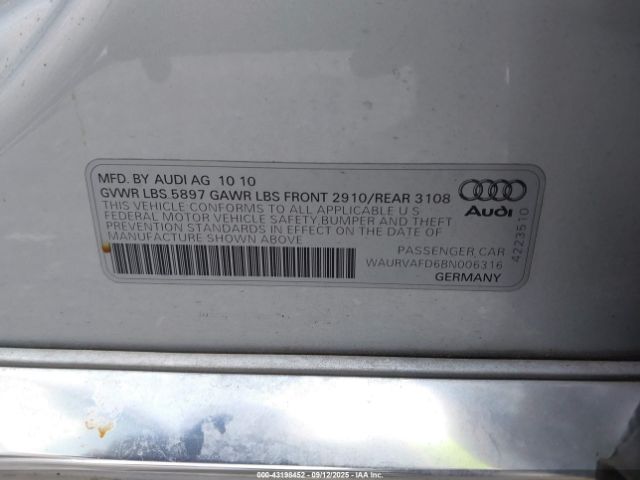 MFD. BY AUDI AG 10 10
GVWR LBS 5897 GAWR LBS FRONT 2910/REAR 3108
THIS VEHICLE CONFORMS TO ALL APPLICABLE U S
FEDERAL MOTOR VEHICLE SAFETY BUMPER AND THEFT
PREVENTION STANDARDS IN EFFECT ON THE DATE OF
MANUFACTURE SHOWN ABOVE
Audi
PASSENGER CAR
WAURVAFD6BN006316
GERMANY
4223510
000-43198452 - 09/12/2025 - IAAI